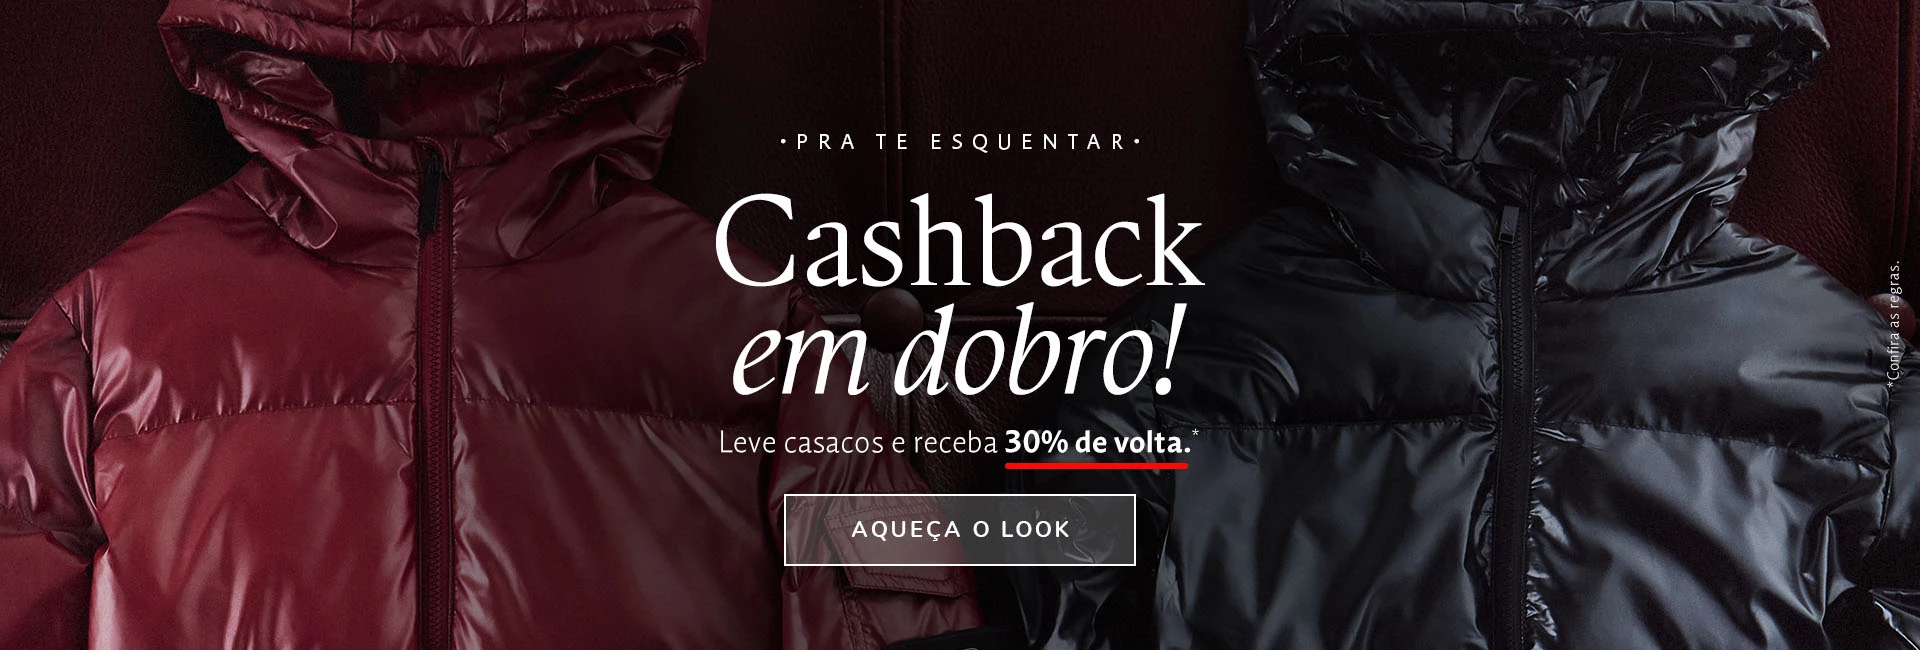 •PRA TE ESQUENTAR•
Cashback
em dobro!
Leve casacos e receba 30% de volta.*
AQUEÇA O LOOK
*Confira as regras.